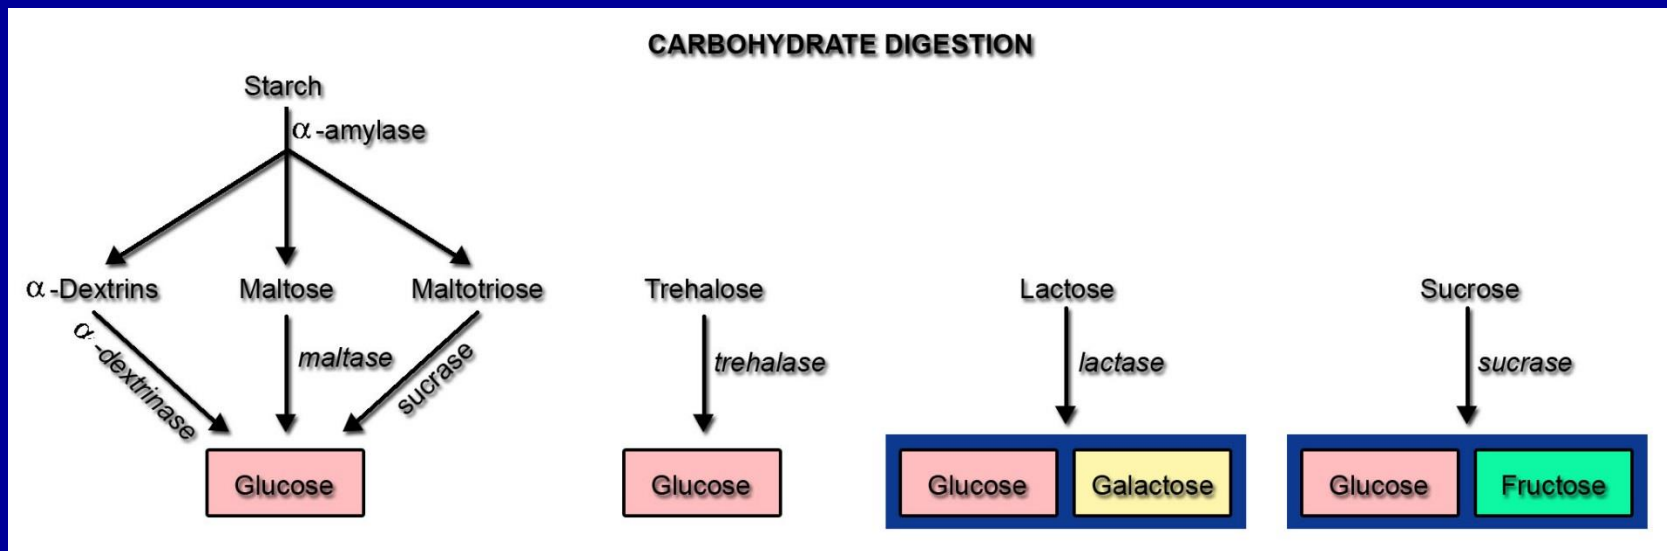 CARBOHYDRATE DIGESTION
Starch
α-amylase
α-Dextrins
Maltose
Maltotriose
Trehalose
Lactose
Sucrose
α-dextrinase
maltase
sucrase
trehalase
lactase
sucrase
Glucose
Glucose
Glucose
Galactose
Glucose
Fructose